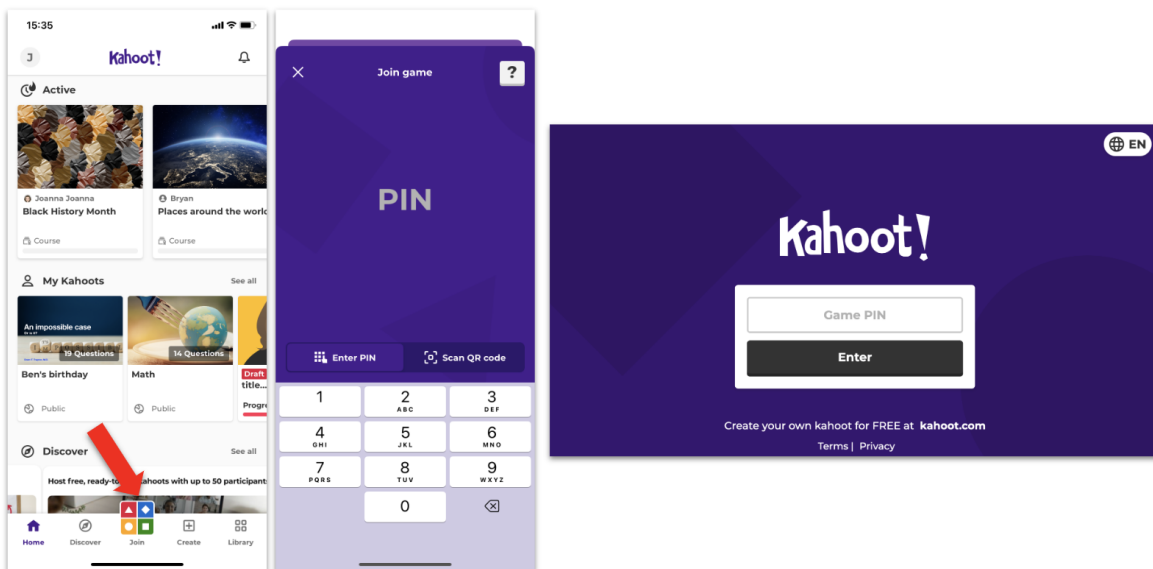 15:35
J
Kahoot!
Active
Joanna Joanna
Black History Month
Course
Bryan
Places around the world
Course
My Kahoots
See all
An impossible case
19 Questions
Ben's birthday
Public
14 Questions
Math
Public
Draft
title...
Progre
Discover
See all
Host free, ready-to kahoots with up to 50 participant
Home
Discover
Join
Create
Library
Join game
?
PIN
Enter PIN
Scan QR code
1
2
ABC
3
DEF
4
GHI
5
JKL
6
MNO
7
PQRS
8
TUV
9
WXYZ
0
EN
Kahoot!
Game PIN
Enter
Create your own kahoot for FREE at kahoot.com
Terms | Privacy